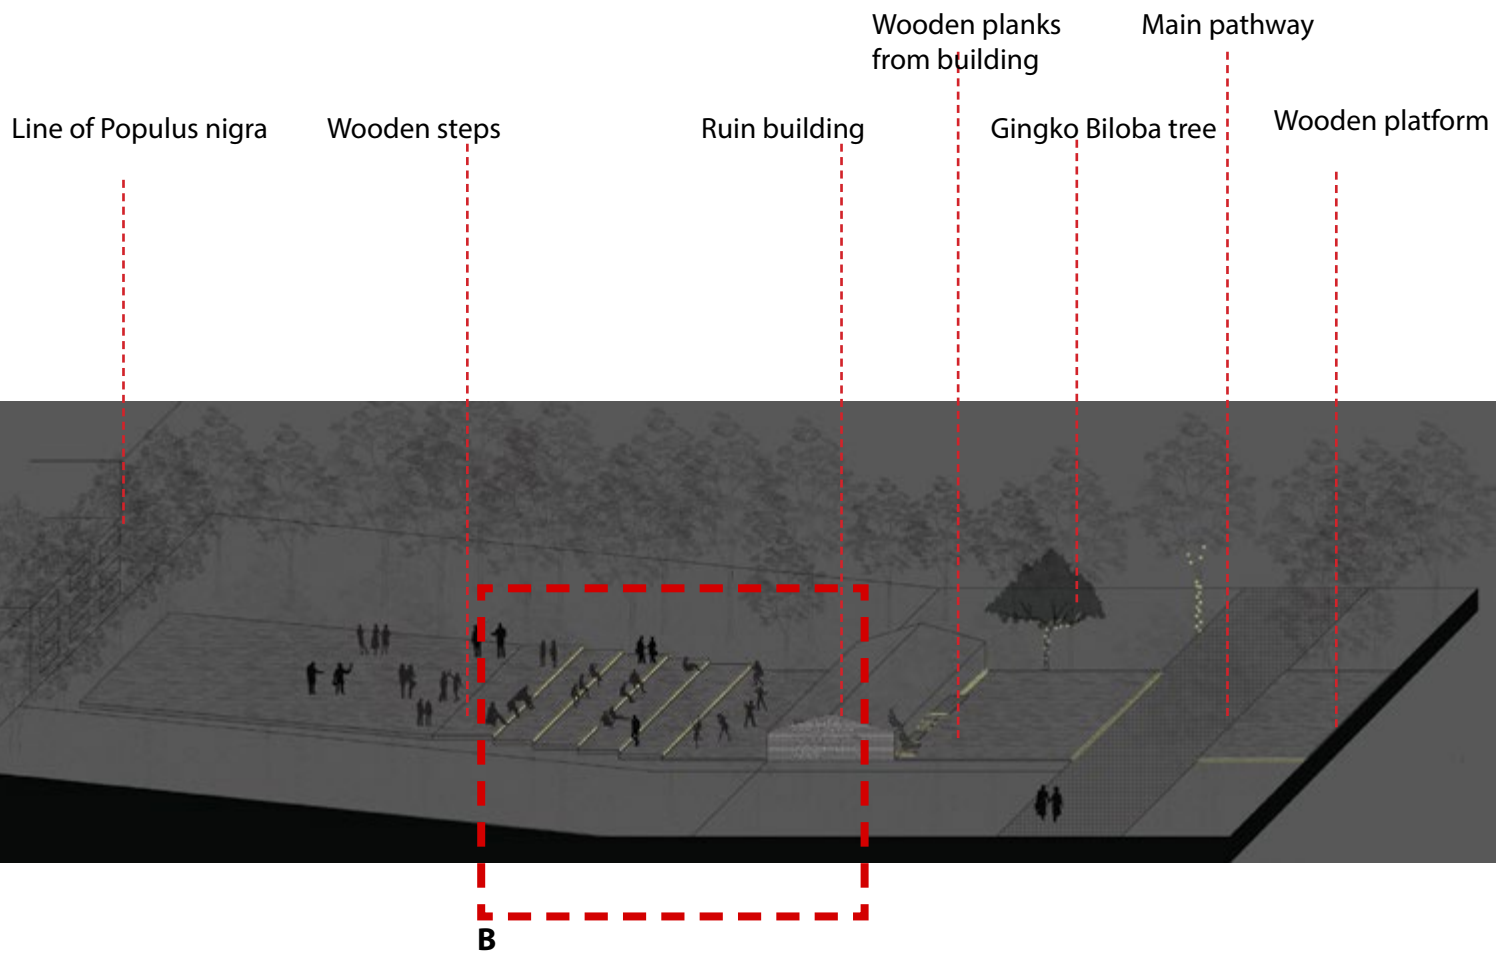 Wooden planks
from building
Main pathway
Line of Populus nigra
Wooden steps
Ruin building
Gingko Biloba tree
Wooden platform
B